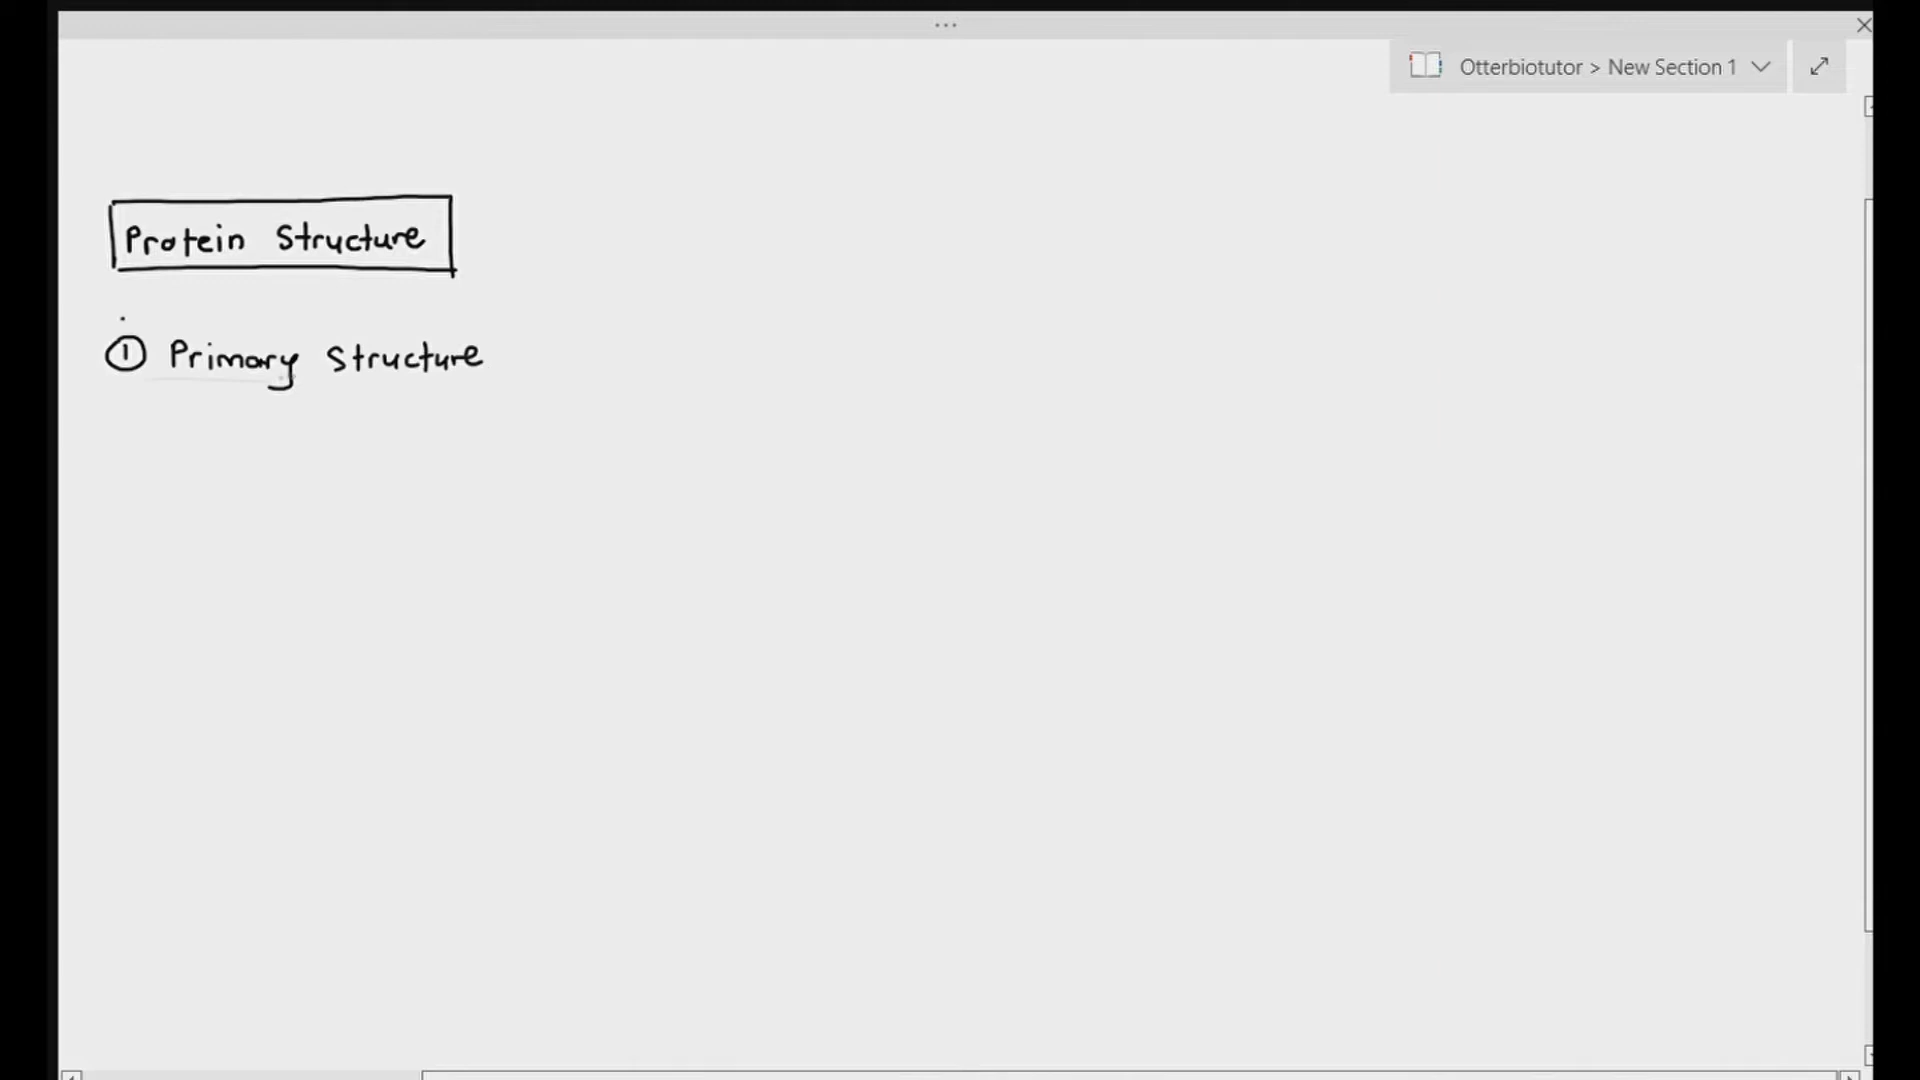 Otterbiotutor > New Section 1
Protein Structure
① Primary Structure